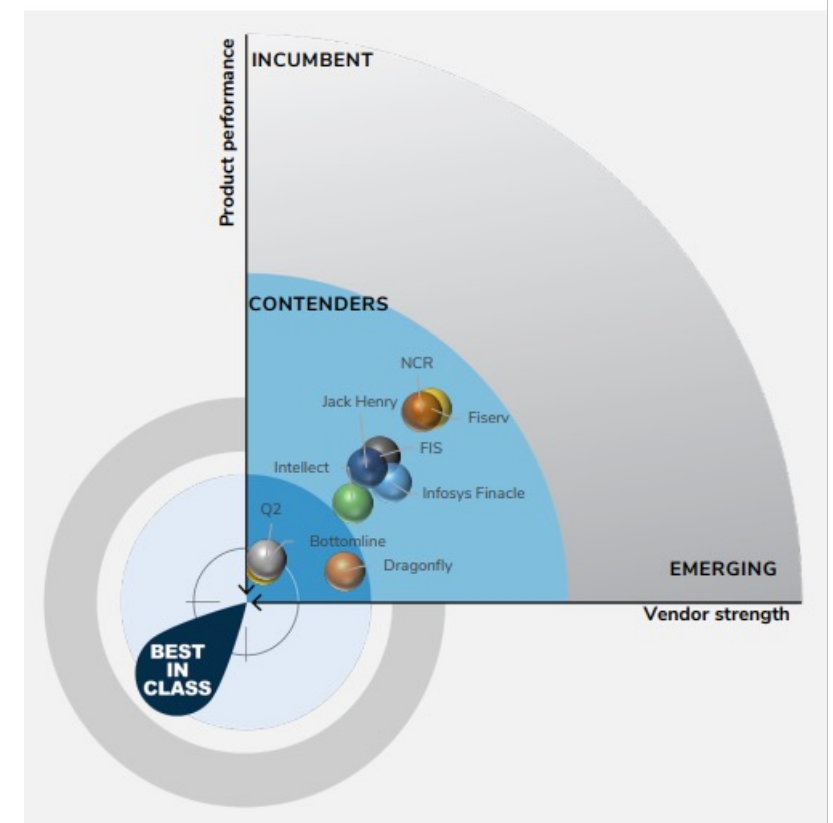 Product performance
INCUMBENT
CONTENDERS
NCR
Jack Henry
Fiserv
FIS
Intellect
Infosys Finacle
Q2
Bottomline
Dragonfly
EMERGING
Vendor strength
BEST
IN
CLASS